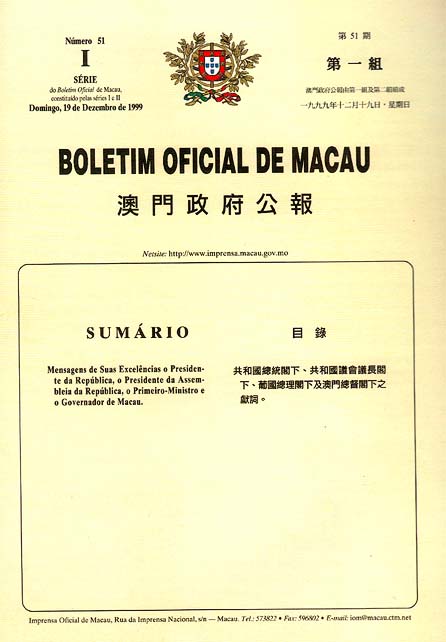 Número 51
I
SÉRIE
do Boletim Oficial de Macau,
constituído pelas séries I e II
Domingo, 19 de Dezembro de 1999
第 51 期
第一組
澳門政府公報由第一組及第二組組成
一九九九年十二月十九日，星期日
BOLETIM OFICIAL DE MACAU
澳門政府公報
Netsite: http://www.imprensa.macau.gov.mo
SUMÁRIO
Mensagens de Suas Excelências o Presiden-
te da República, o Presidente da Assem-
bleia da República, o Primeiro-Ministro e
o Governador de Macau.
目錄
共和國總統閣下、共和國議會議長閣
下、葡國總理閣下及澳門總督閣下之
獻詞。
Imprensa Oficial de Macau, Rua da Imprensa Nacional, s/n — Macau. Tel.: 573822 • Fax: 596802 • E-mail: iom@macau.ctm.net